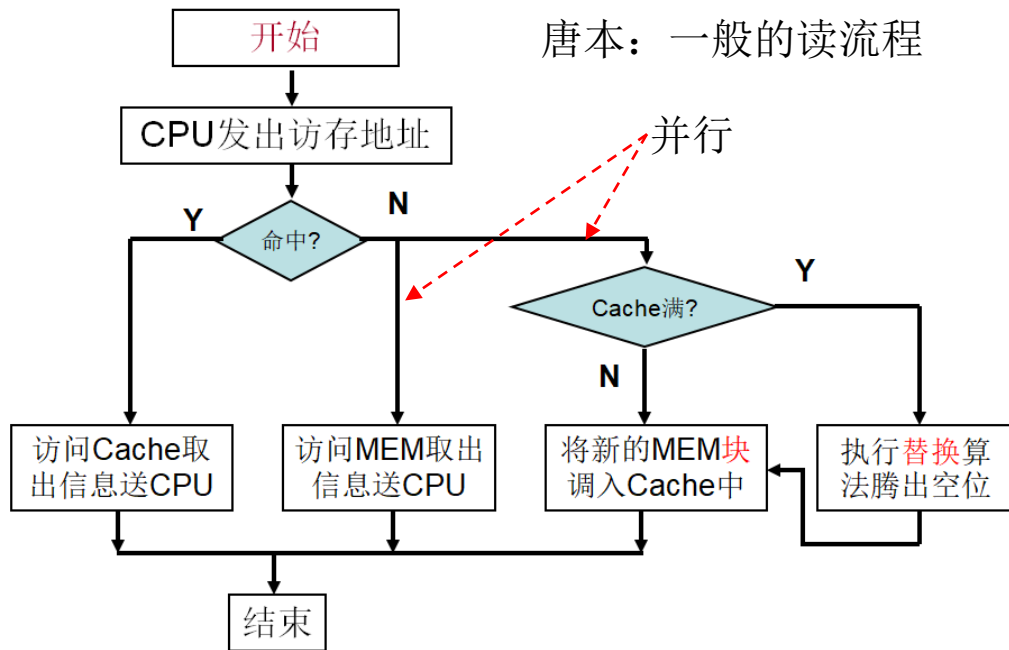 开始
唐本：一般的读流程
CPU发出访存地址
并行
Y
N
命中?
Y
Cache满?
N
访问Cache取
出信息送CPU
访问MEM取出
信息送CPU
将新的MEM块
调入Cache中
执行替换算
法腾出空位
结束